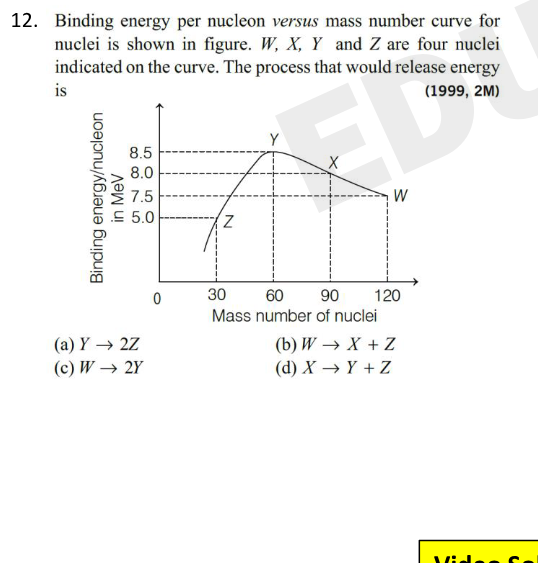 12. Binding energy per nucleon versus mass number curve for
nuclei is shown in figure. W, X, Y and Z are four nuclei
indicated on the curve. The process that would release energy
is (1999, 2M)
Binding energy/nucleon
in MeV
8.5
8.0
7.5
5.0
Y
X
W
Z
0 30 60 90 120
Mass number of nuclei
(a) Y → 2Z (b) W → X + Z
(c) W → 2Y (d) X → Y + Z
EDU